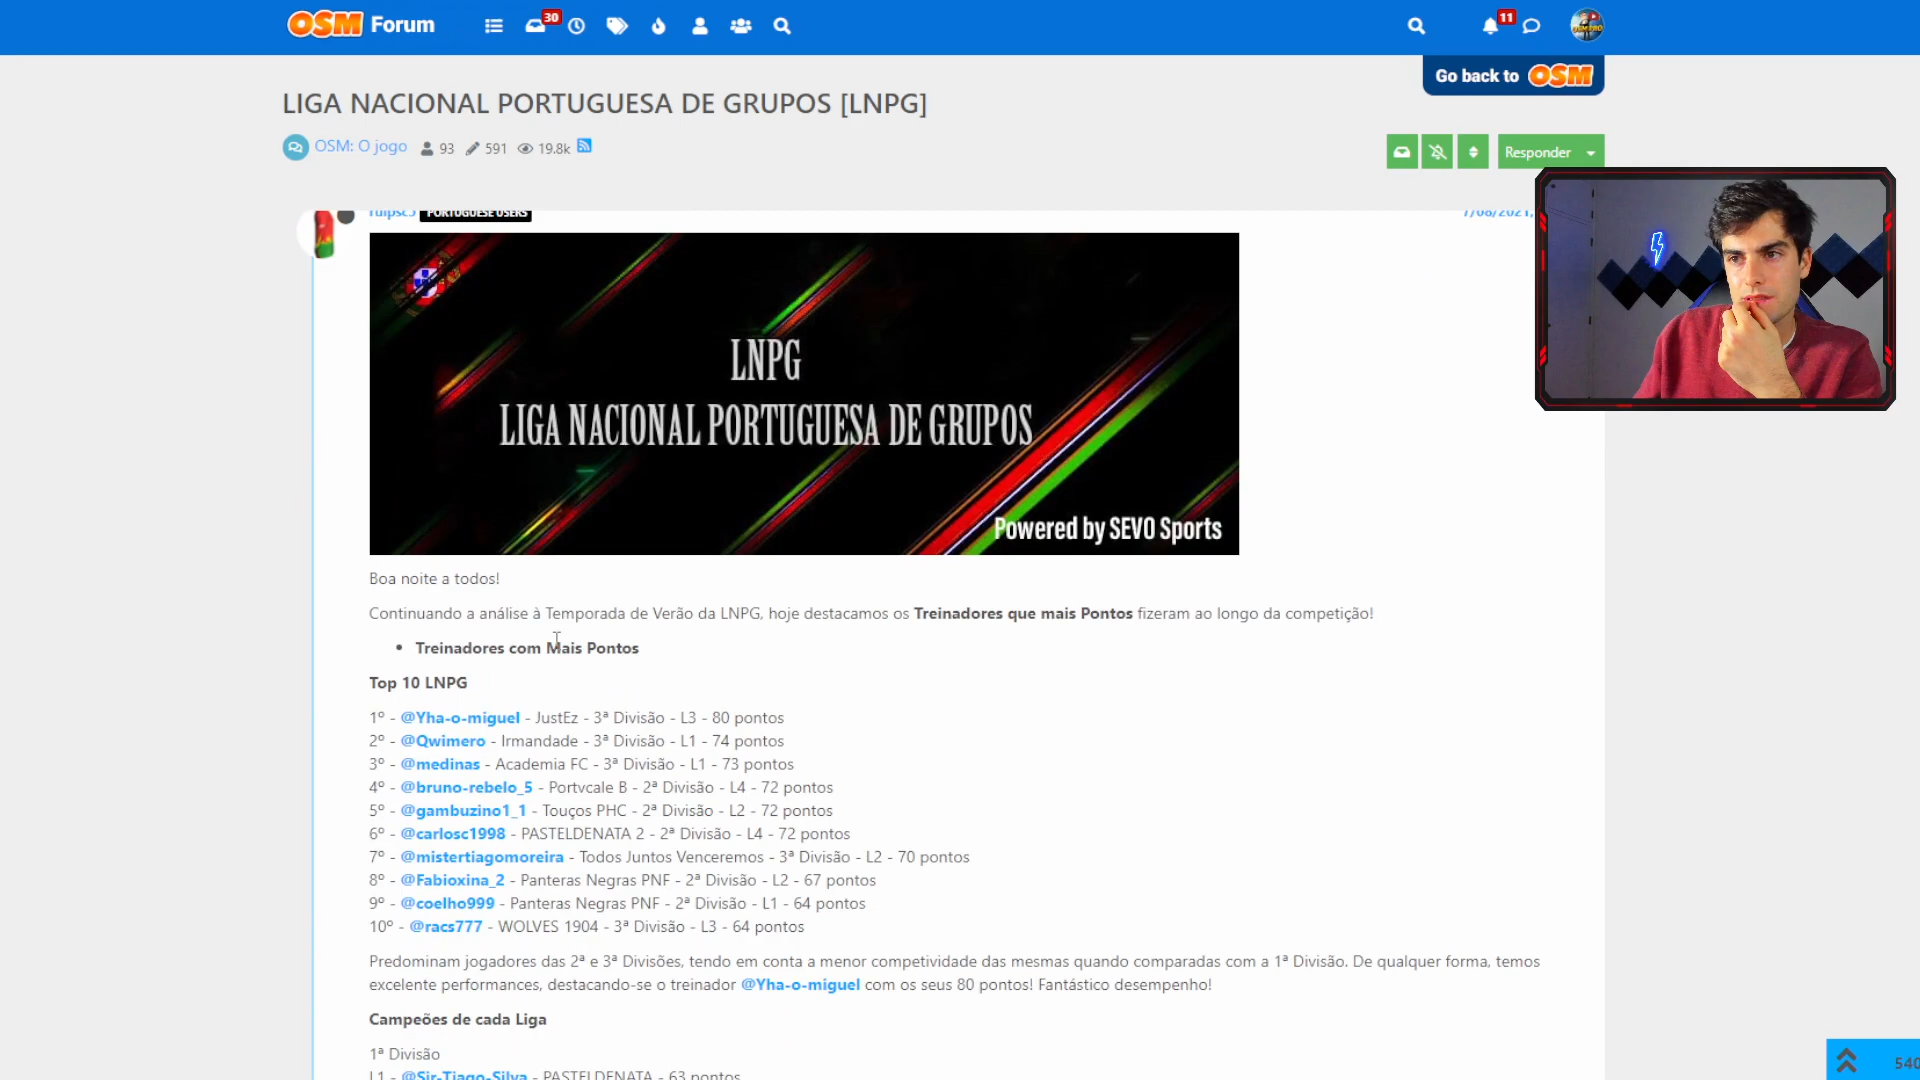 OSM Forum
30
11
Go back to OSM
LIGA NACIONAL PORTUGUESA DE GRUPOS [LNPG]
OSM: O jogo 93 591 19.8k
Responder
ruipsc5 PORTUGUESE USERS 7/08/2021,
LNPG
LIGA NACIONAL PORTUGUESA DE GRUPOS
Powered by SEVO Sports
Boa noite a todos!
Continuando a análise à Temporada de Verão da LNPG, hoje destacamos os Treinadores que mais Pontos fizeram ao longo da competição!
• Treinadores com Mais Pontos
Top 10 LNPG
1º - @Yha-o-miguel - JustEz - 3ª Divisão - L3 - 80 pontos
2º - @Qwimero - Irmandade - 3ª Divisão - L1 - 74 pontos
3º - @medinas - Academia FC - 3ª Divisão - L1 - 73 pontos
4º - @bruno-rebelo_5 - Portvcale B - 2ª Divisão - L4 - 72 pontos
5º - @gambuzino1_1 - Touços PHC - 2ª Divisão - L2 - 72 pontos
6º - @carlosc1998 - PASTELDENATA 2 - 2ª Divisão - L4 - 72 pontos
7º - @mistertiagomoreira - Todos Juntos Venceremos - 3ª Divisão - L2 - 70 pontos
8º - @Fabioxina_2 - Panteras Negras PNF - 2ª Divisão - L2 - 67 pontos
9º - @coelho999 - Panteras Negras PNF - 2ª Divisão - L1 - 64 pontos
10º - @racs777 - WOLVES 1904 - 3ª Divisão - L3 - 64 pontos
Predominam jogadores das 2ª e 3ª Divisões, tendo em conta a menor competividade das mesmas quando comparadas com a 1ª Divisão. De qualquer forma, temos
excelente performances, destacando-se o treinador @Yha-o-miguel com os seus 80 pontos! Fantástico desempenho!
Campeões de cada Liga
1ª Divisão
L1 - @Sir-Tiago-Silva - PASTELDENATA - 63 pontos
540